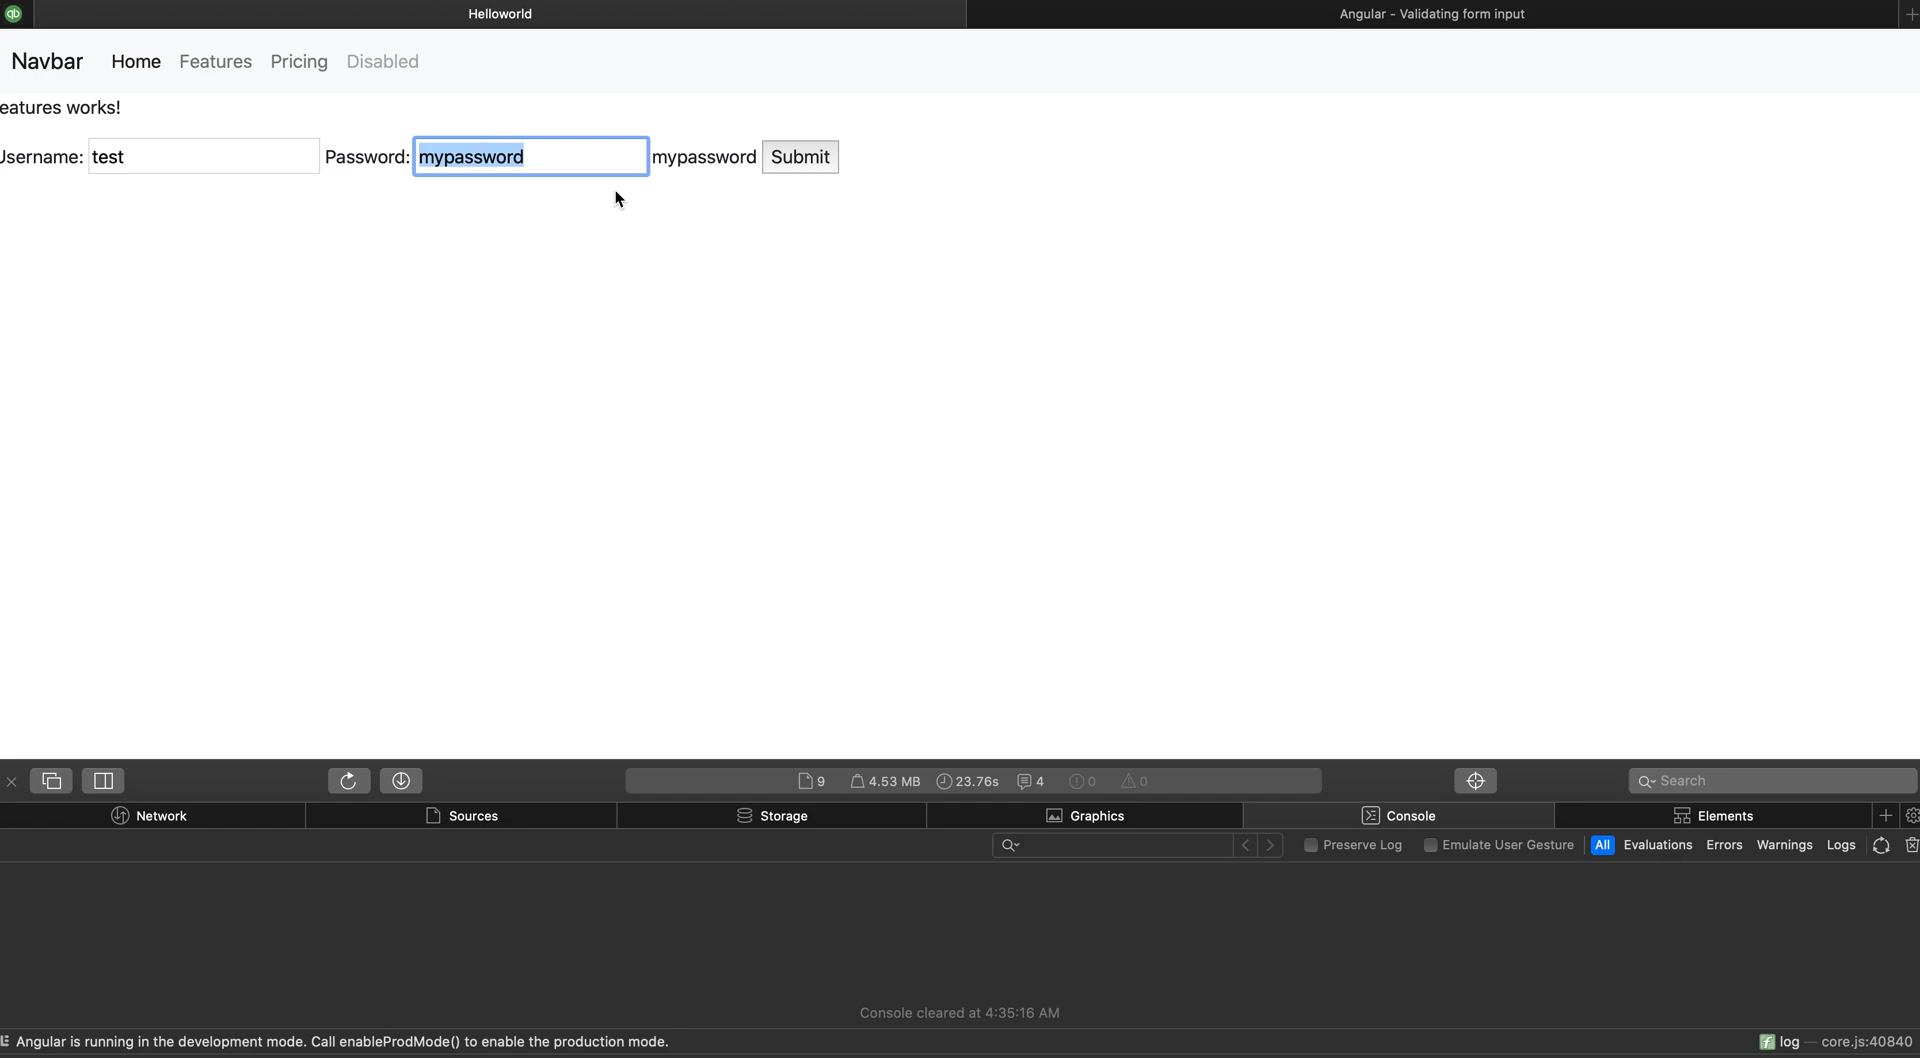 Helloworld
Angular - Validating form input
Navbar Home Features Pricing Disabled
eatures works!
Username: test Password: mypassword mypassword Submit
9 4.53 MB 23.76s 4 0 0 Search
Network Sources Storage Graphics Console Elements
Preserve Log Emulate User Gesture All Evaluations Errors Warnings Logs
Console cleared at 4:35:16 AM
Angular is running in the development mode. Call enableProdMode() to enable the production mode. f log — core.js:40840